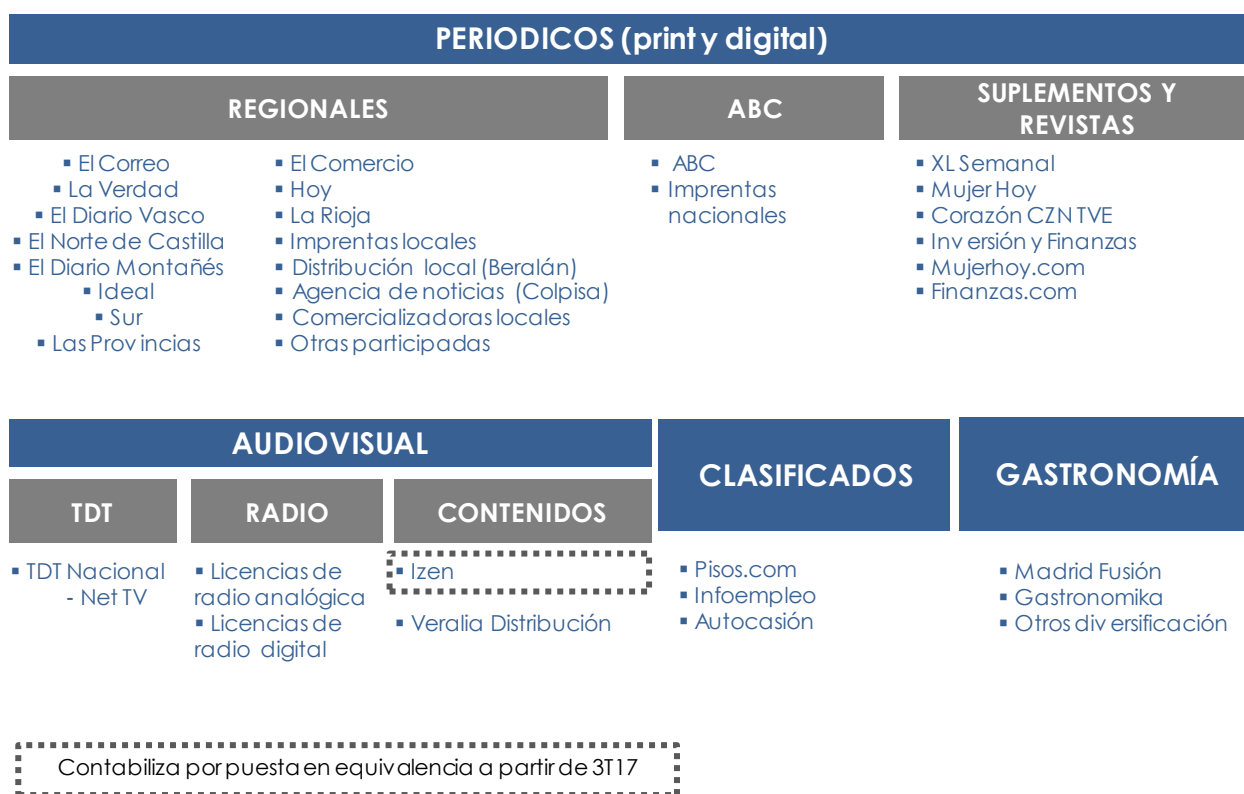 PERIODICOS (print y digital)
REGIONALES
▪ El Correo
▪ La Verdad
▪ El Diario Vasco
▪ El Norte de Castilla
▪ El Diario Montañés
▪ Ideal
▪ Sur
▪ Las Provincias
▪ El Comercio
▪ Hoy
▪ La Rioja
▪ Imprentas locales
▪ Distribución local (Beralán)
▪ Agencia de noticias (Colpisa)
▪ Comercializadoras locales
▪ Otras participadas
ABC
▪ ABC
▪ Imprentas
nacionales
SUPLEMENTOS Y
REVISTAS
▪ XL Semanal
▪ Mujer Hoy
▪ Corazón CZN TVE
▪ Inversión y Finanzas
▪ Mujerhoy.com
▪ Finanzas.com
AUDIOVISUAL
TDT
▪ TDT Nacional
- Net TV
RADIO
▪ Licencias de
radio analógica
▪ Licencias de
radio digital
CONTENIDOS
▪ Izen
▪ Veralia Distribución
CLASIFICADOS
▪ Pisos.com
▪ Infoempleo
▪ Autocasión
GASTRONOMÍA
▪ Madrid Fusión
▪ Gastronomika
▪ Otros diversificación
Contabiliza por puesta en equivalencia a partir de 3T17